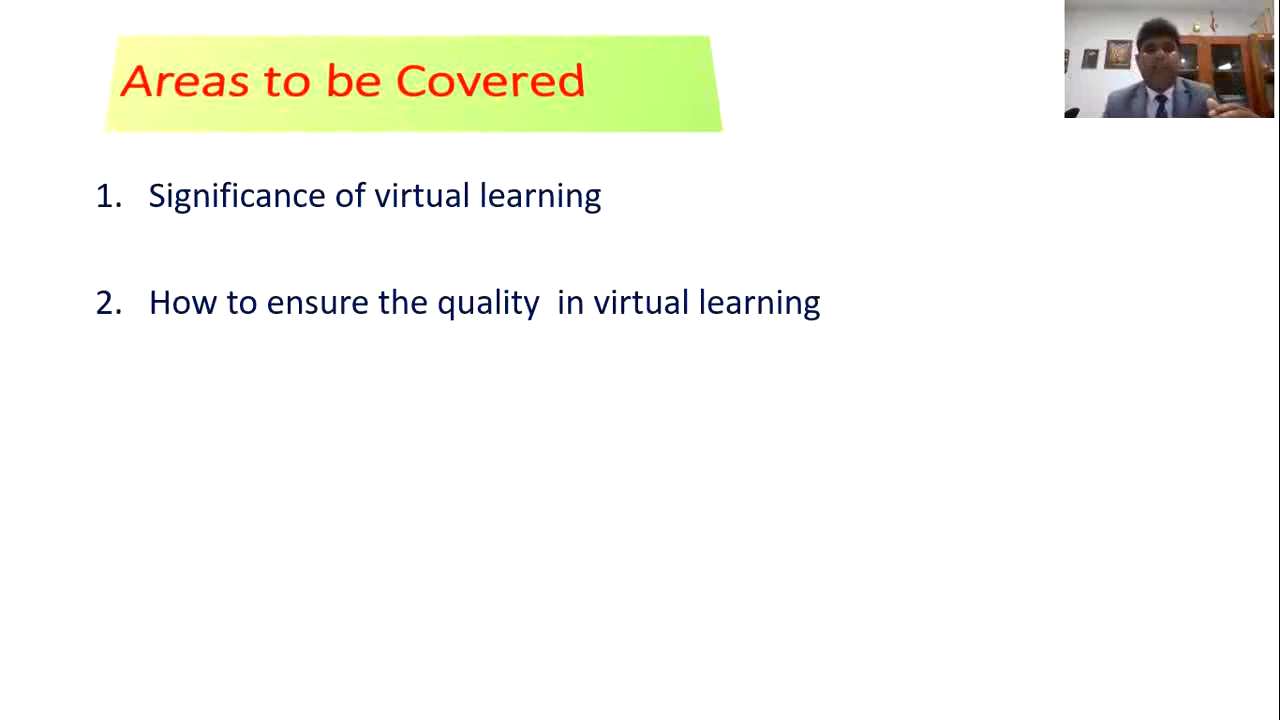 Areas to be Covered
1. Significance of virtual learning
2. How to ensure the quality  in virtual learning